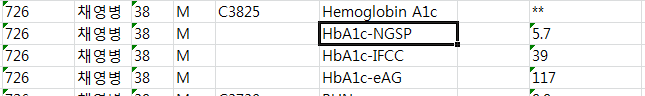 726 채영병 38 M C3825 Hemoglobin A1c **
726 채영병 38 M HbA1c-NGSP 5.7
726 채영병 38 M HbA1c-IFCC 39
726 채영병 38 M HbA1c-eAG 117